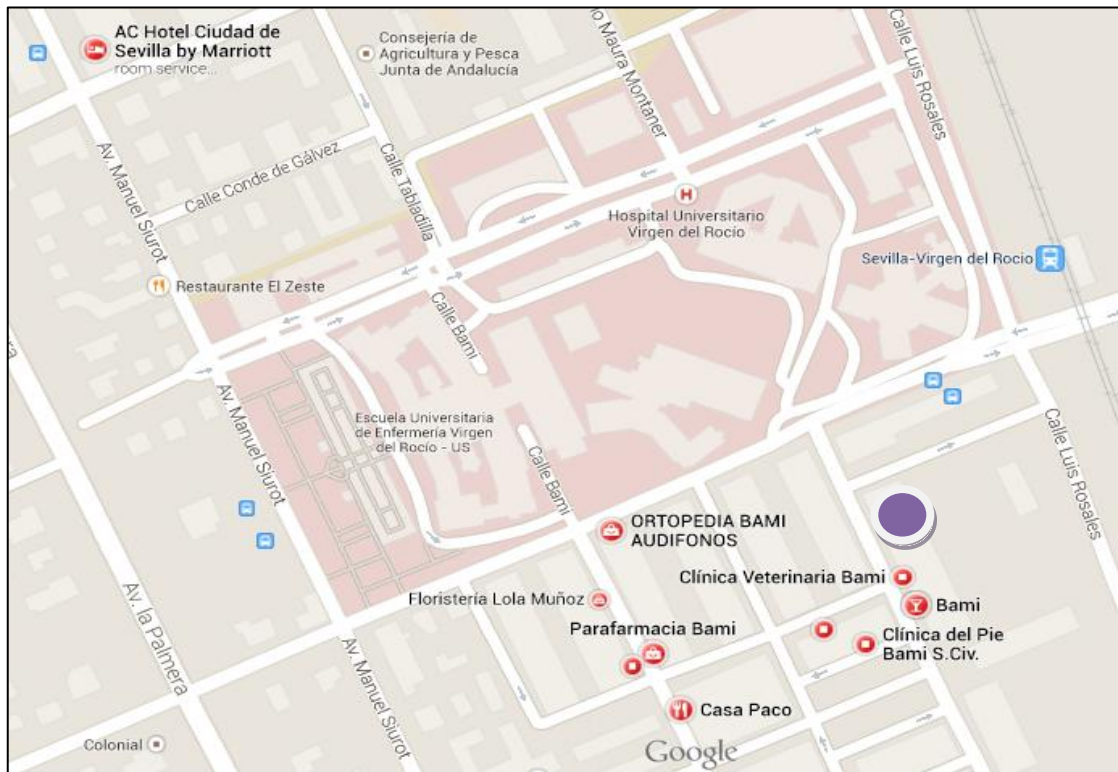 AC Hotel Ciudad de
Sevilla by Marriott
room service...
Consejería de
Agricultura y Pesca
Junta de Andalucía
Maura Montaner
Calle Luis Rosales
Av. Manuel Siurot
Calle Conde de Gálvez
Calle Tabladilla
H
Hospital Universitario
Virgen del Rocío
Sevilla-Virgen del Rocio
Restaurante El Zeste
Calle Bami
Av. Manuel Siurot
Escuela Universitaria
de Enfermería Virgen
del Rocío - US
Calle Bami
Calle Luis Rosales
ORTOPEDIA BAMI
AUDIFONOS
Clínica Veterinaria Bami
Floristería Lola Muñoz
Bami
Parafarmacia Bami
Clínica del Pie
Bami S.Civ.
Av. la Palmera
Av. Manuel Siurot
Casa Paco
Colonial
Google